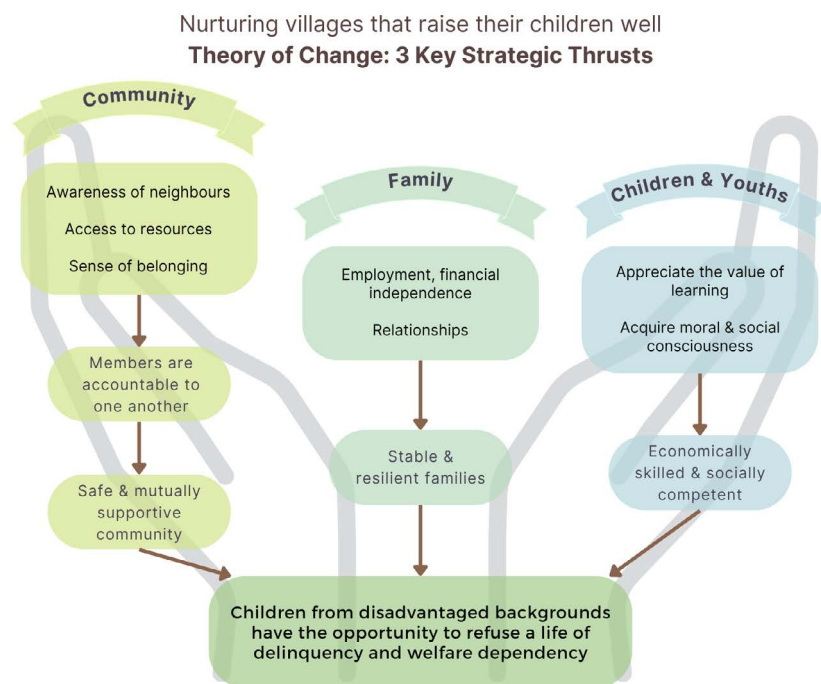 Nurturing villages that raise their children well
Theory of Change: 3 Key Strategic Thrusts
Community
Awareness of neighbours
Access to resources
Sense of belonging
Members are
accountable to
one another
Safe & mutually
supportive
community
Family
Employment, financial
independence
Relationships
Stable &
resilient families
Children & Youths
Appreciate the value of
learning
Acquire moral & social
consciousness
Economically
skilled & socially
competent
Children from disadvantaged backgrounds
have the opportunity to refuse a life of
delinquency and welfare dependency